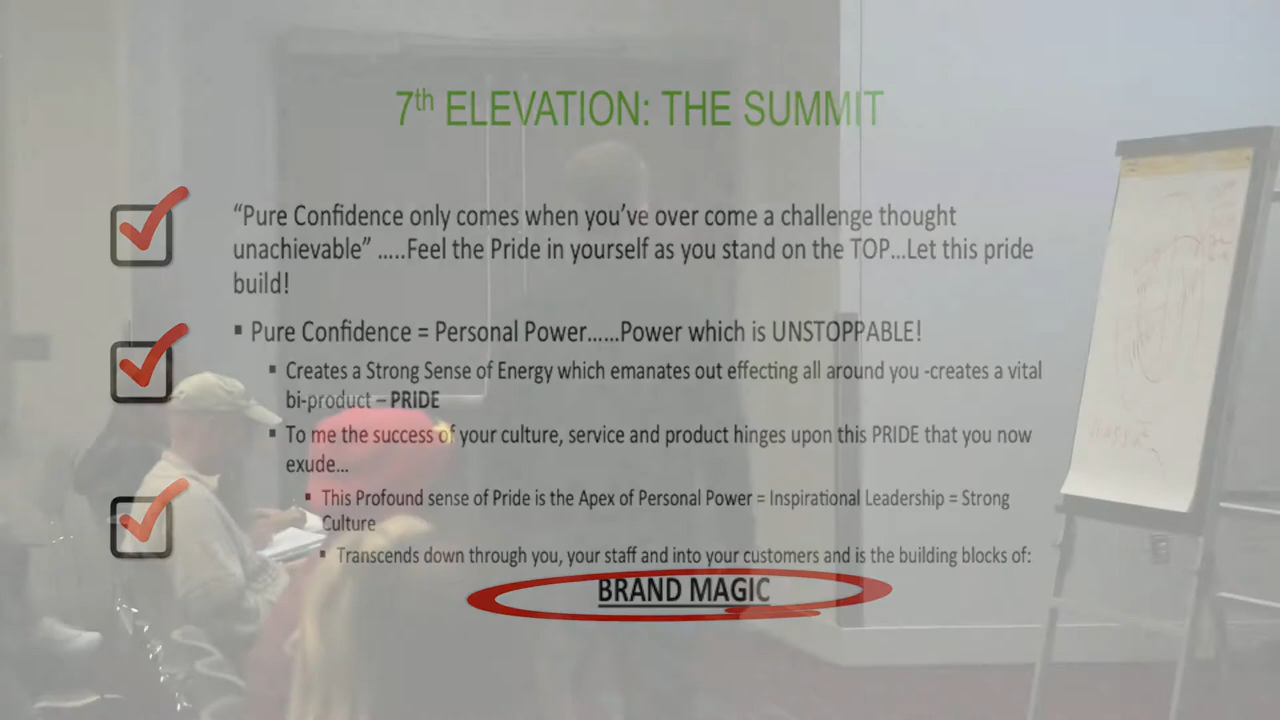 7th ELEVATION: THE SUMMIT
“Pure Confidence only comes when you’ve over come a challenge thought
unachievable” .....Feel the Pride in yourself as you stand on the TOP...Let this pride
build!
▪ Pure Confidence = Personal Power......Power which is UNSTOPPABLE!
▪ Creates a Strong Sense of Energy which emanates out effecting all around you -creates a vital
bi-product – PRIDE
▪ To me the success of your culture, service and product hinges upon this PRIDE that you now
exude...
▪ This Profound sense of Pride is the Apex of Personal Power = Inspirational Leadership = Strong
Culture
▪ Transcends down through you, your staff and into your customers and is the building blocks of:
BRAND MAGIC